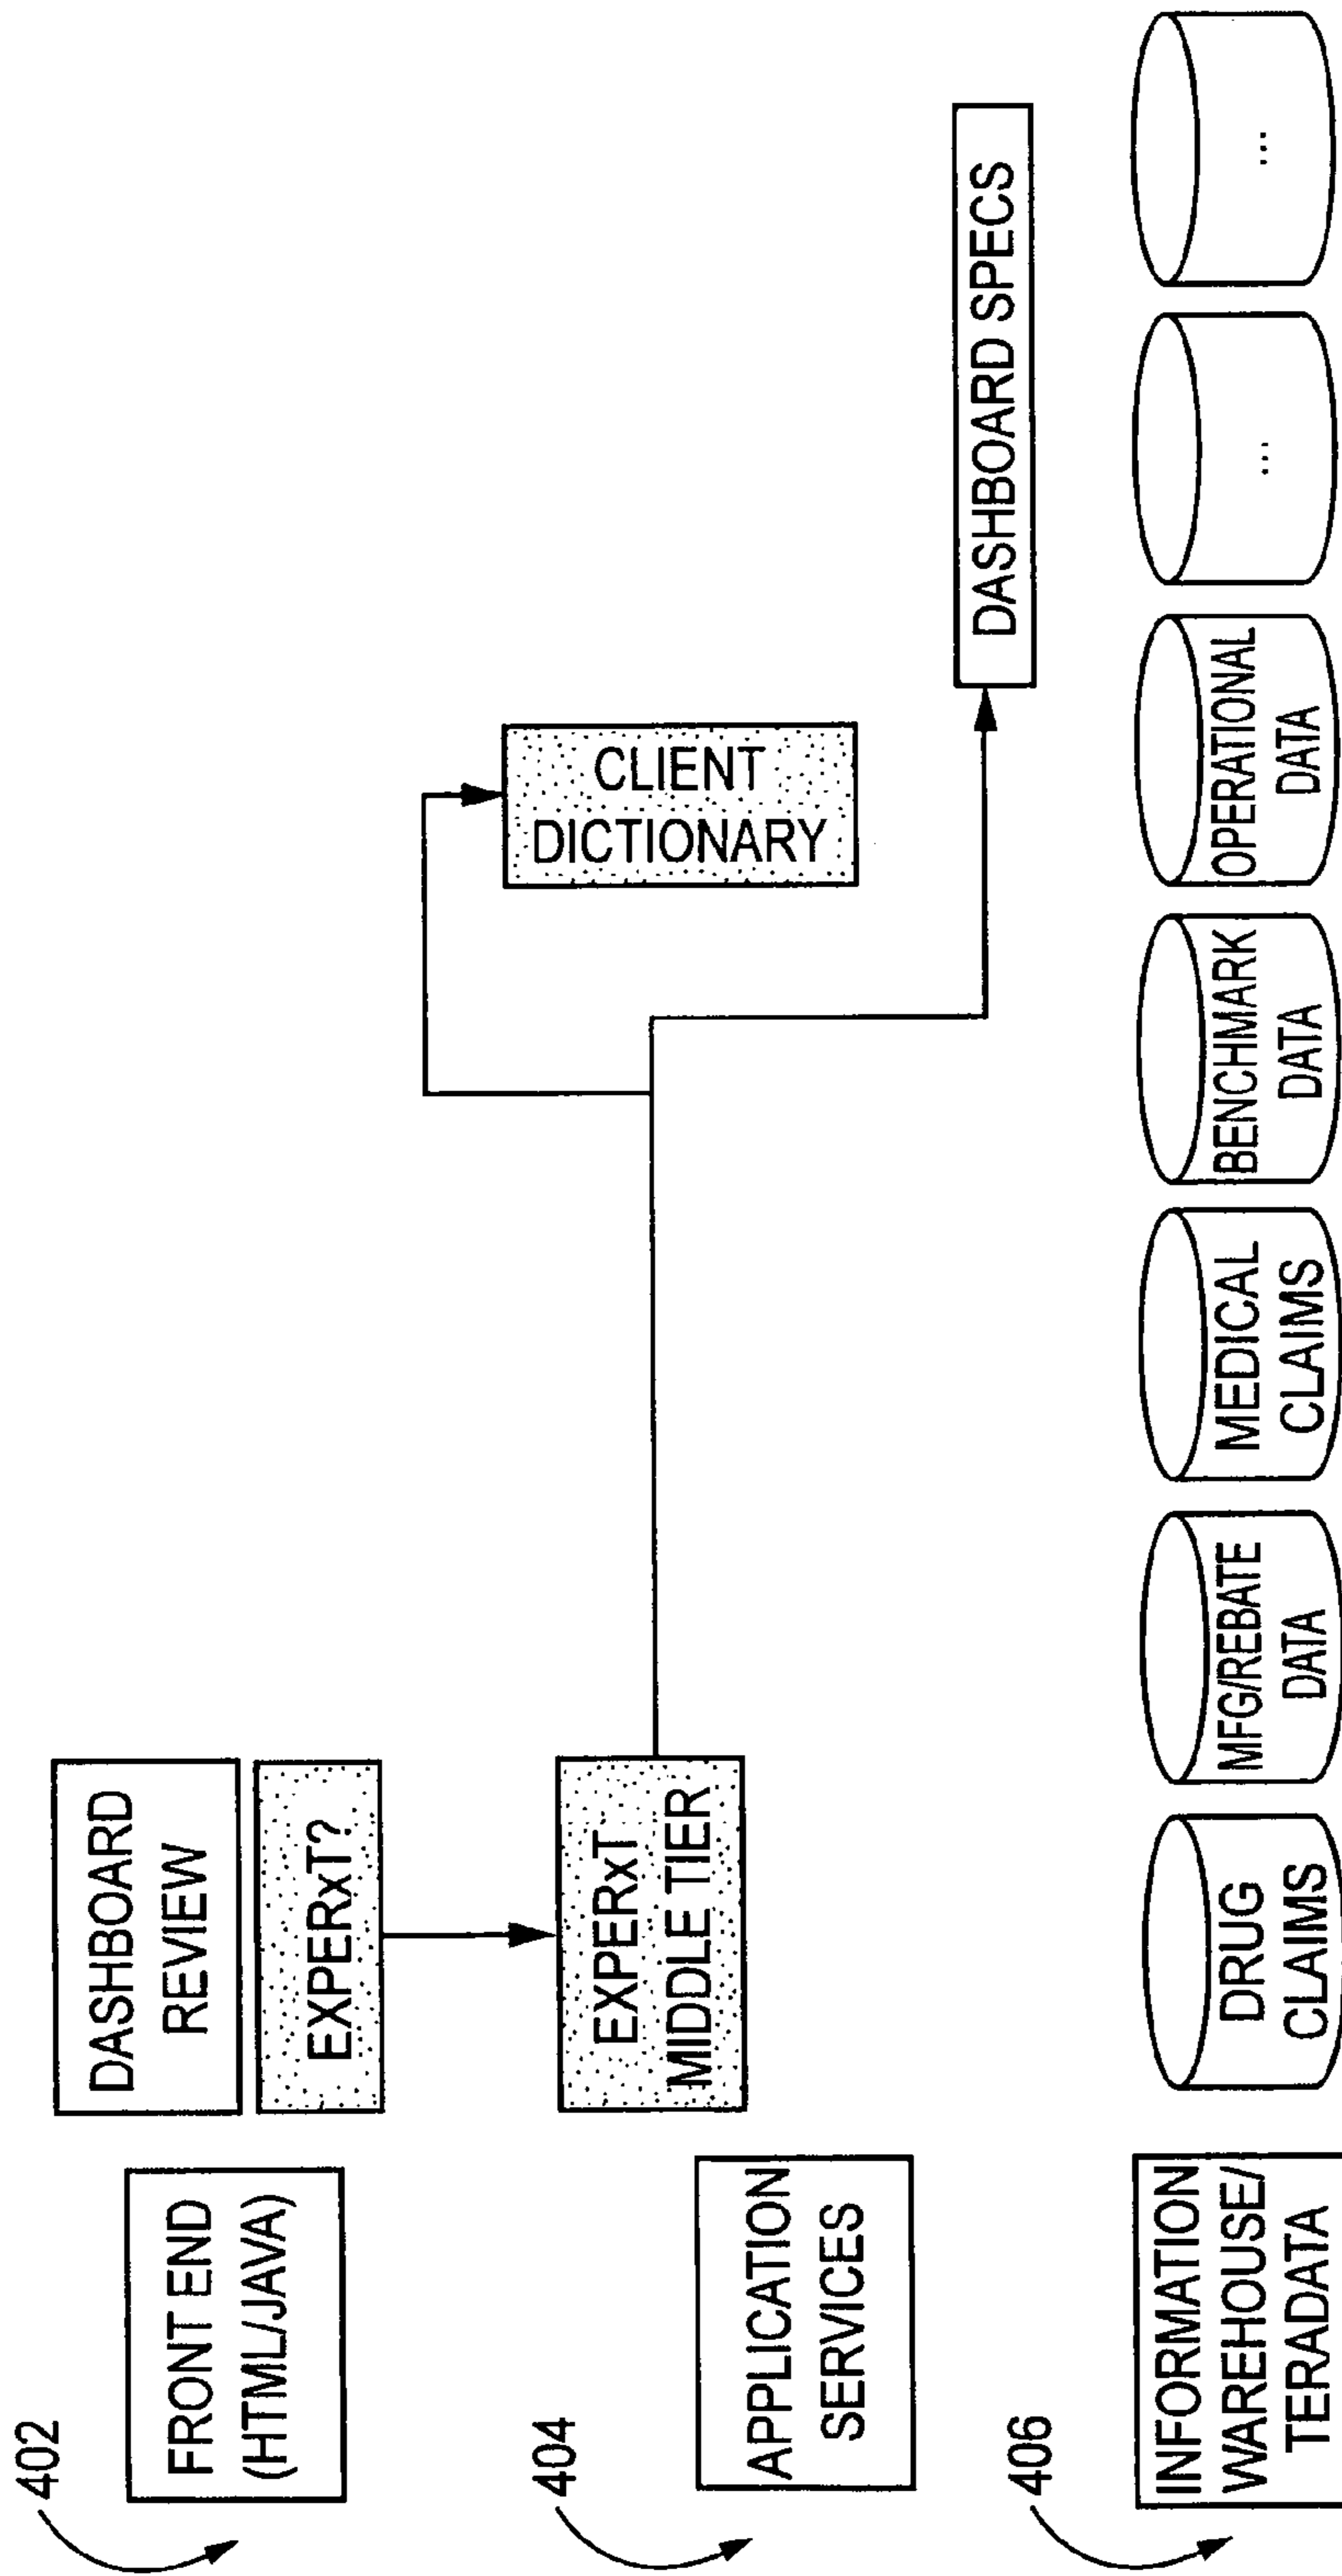 402
FRONT END
(HTML/JAVA)
DASHBOARD
REVIEW
EXPERxT?
404
APPLICATION
SERVICES
EXPERxT
MIDDLE TIER
CLIENT
DICTIONARY
DASHBOARD SPECS
406
INFORMATION
WAREHOUSE/
TERADATA
DRUG
CLAIMS
MFG/REBATE
DATA
MEDICAL
CLAIMS
BENCHMARK
DATA
OPERATIONAL
DATA
...
...